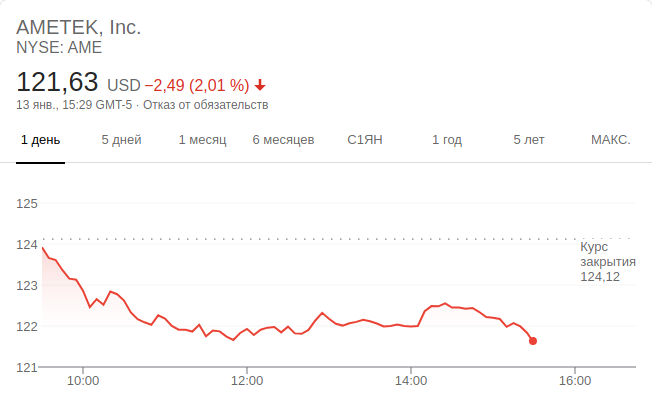 AMETEK, Inc.
NYSE: AME
121,63 USD −2,49 (2,01 %)
13 янв., 15:29 GMT-5 · Отказ от обязательств
1 день 5 дней 1 месяц 6 месяцев С1ЯН 1 год 5 лет МАКС.
125
124
Курс
закрытия
124,12
123
122
121
10:00 12:00 14:00 16:00